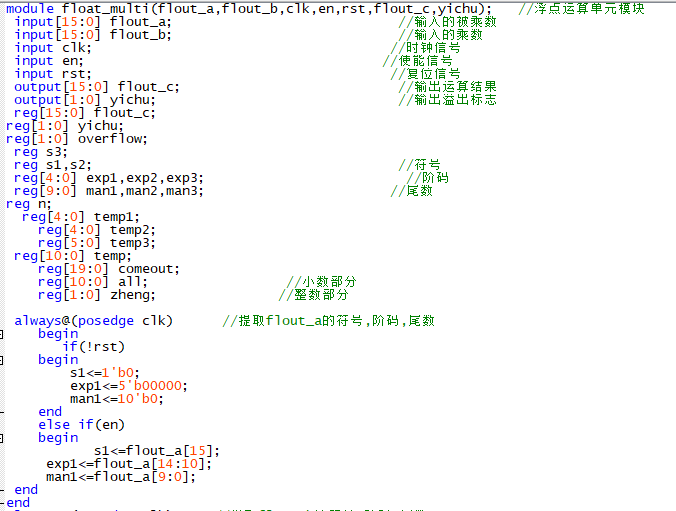 module float_multi(flout_a,flout_b,clk,en,rst,flout_c,yichu); //浮点运算单元模块
input[15:0] flout_a; //输入的被乘数
input[15:0] flout_b; //输入的乘数
input clk; //时钟信号
input en; //使能信号
input rst; //复位信号
output[15:0] flout_c; //输出运算结果
output[1:0] yichu; //输出溢出标志
reg[15:0] flout_c;
reg[1:0] yichu;
reg[1:0] overflow;
reg s3;
reg s1,s2; //符号
reg[4:0] exp1,exp2,exp3; //阶码
reg[9:0] man1,man2,man3; //尾数
reg n;
reg[4:0] temp1;
reg[4:0] temp2;
reg[5:0] temp3;
reg[10:0] temp;
reg[19:0] comeout;
reg[10:0] all; //小数部分
reg[1:0] zheng; //整数部分
always@(posedge clk) //提取flout_a的符号,阶码,尾数
begin
if(!rst)
begin
s1<=1'b0;
exp1<=5'b00000;
man1<=10'b0;
end
else if(en)
begin
s1<=flout_a[15];
exp1<=flout_a[14:10];
man1<=flout_a[9:0];
end
end